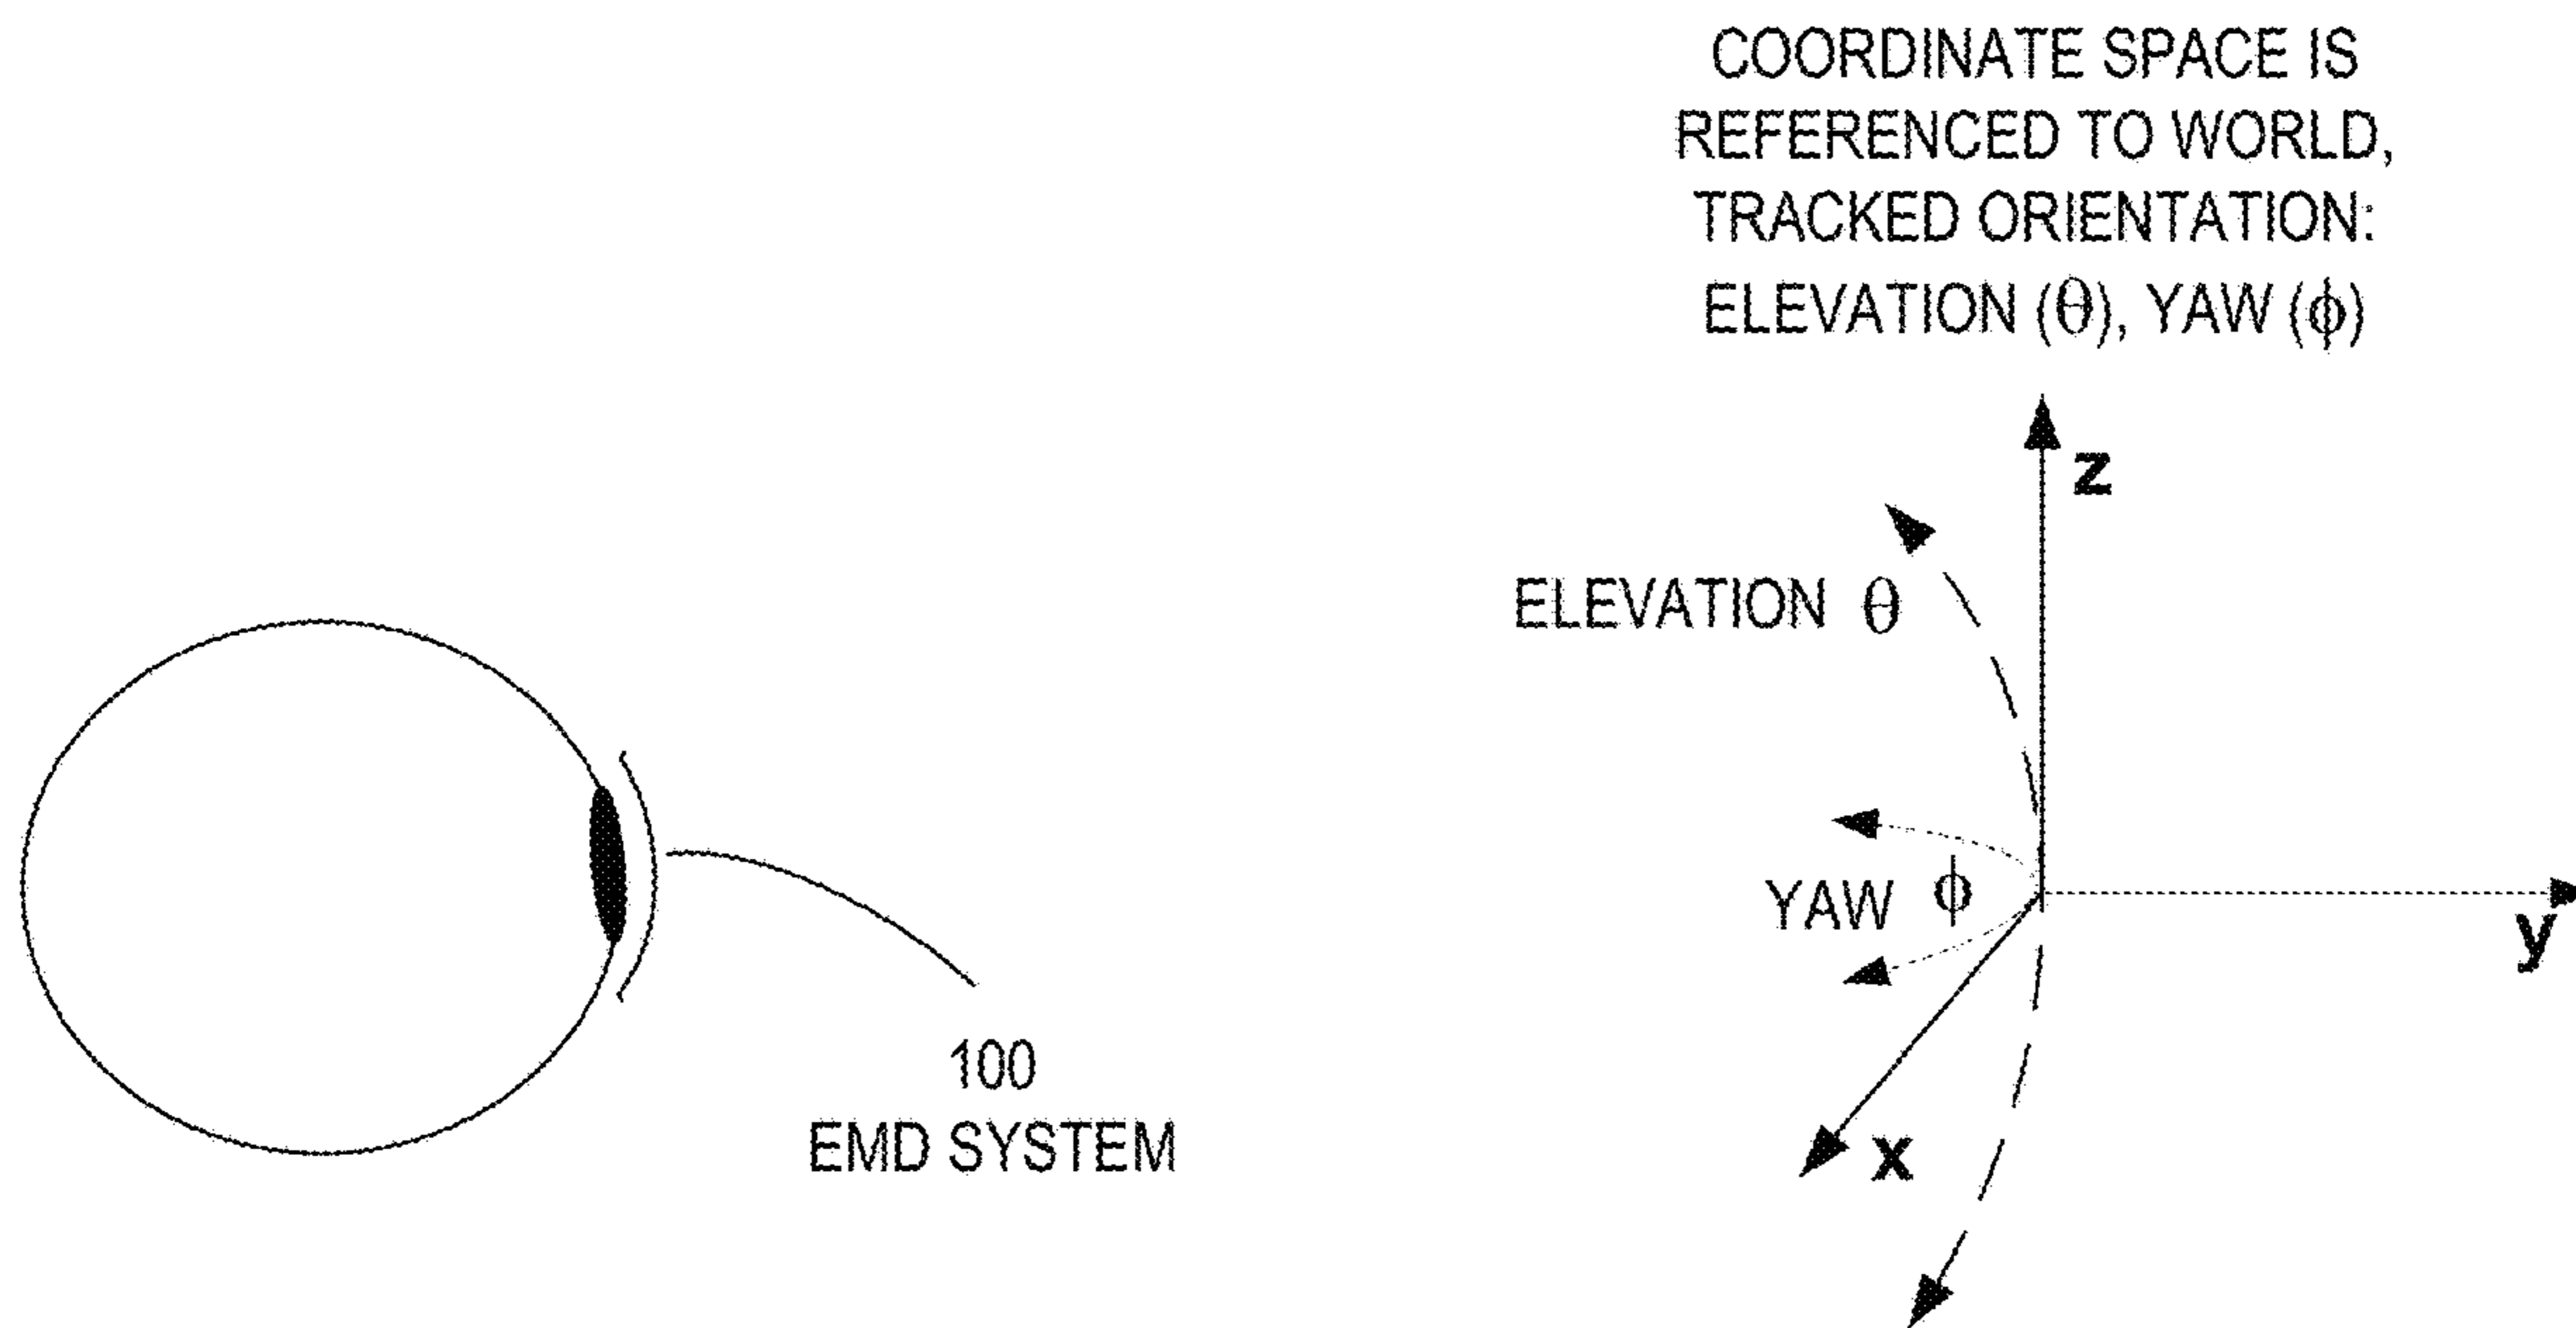 COORDINATE SPACE IS
REFERENCED TO WORLD,
TRACKED ORIENTATION:
ELEVATION (θ), YAW (ϕ)
z
ELEVATION θ
YAW ϕ
y
x
100
EMD SYSTEM